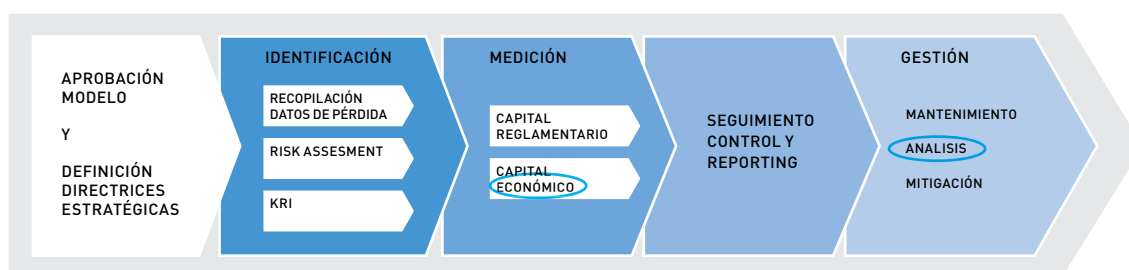 APROBACIÓN
MODELO
Y
DEFINICIÓN
DIRECTRICES
ESTRATÉGICAS
IDENTIFICACIÓN
RECOPILACIÓN
DATOS DE PÉRDIDA
RISK ASSESMENT
KRI
MEDICIÓN
CAPITAL
REGLAMENTARIO
CAPITAL
ECONÓMICO
SEGUIMIENTO
CONTROL Y
REPORTING
GESTIÓN
MANTENIMIENTO
ANALISIS
MITIGACIÓN